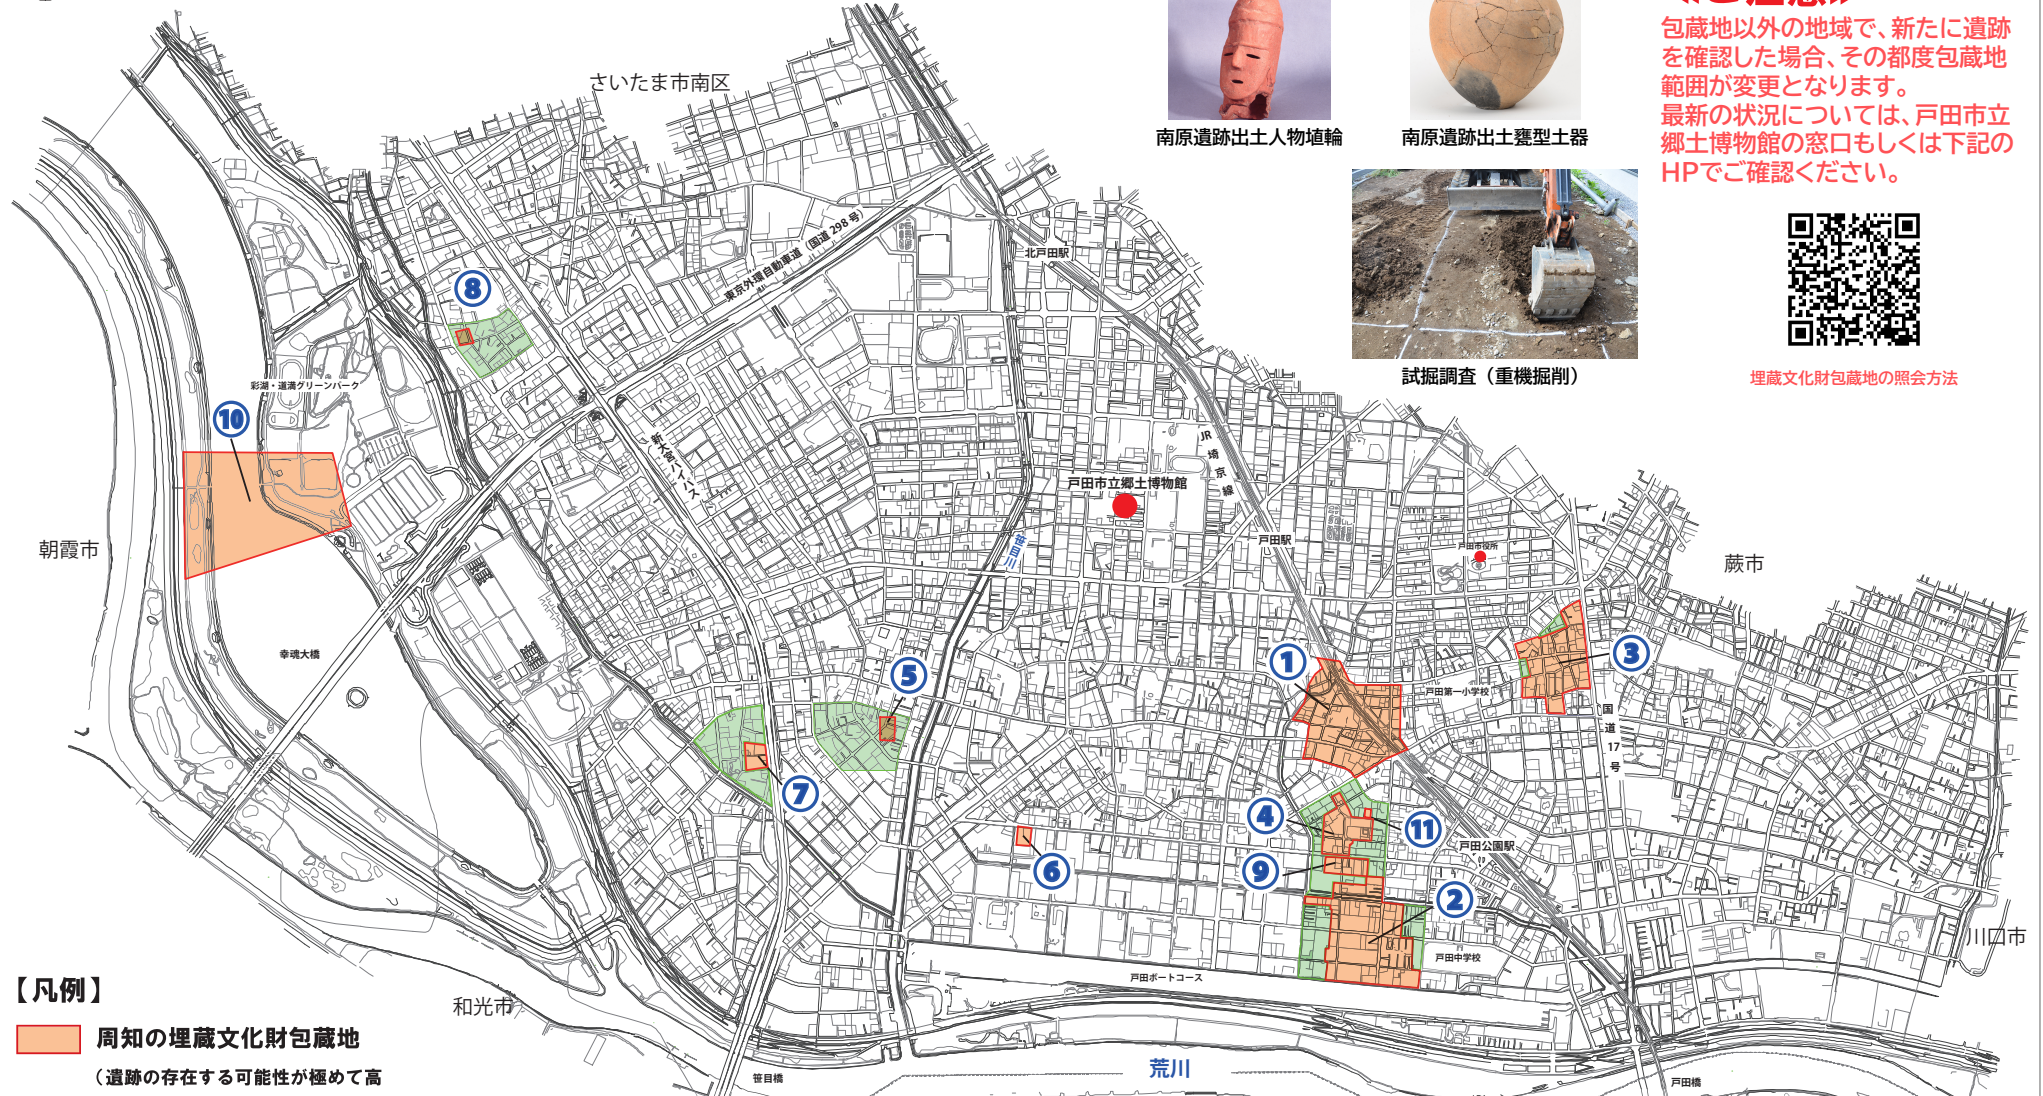 包蔵地以外の地域で、新たに遺跡
を確認した場合、その都度包蔵地
範囲が変更となります。
最新の状況については、戸田市立
郷土博物館の窓口もしくは下記の
HPでご確認ください。
南原遺跡出土人物埴輪
南原遺跡出土甕型土器
試掘調査（重機掘削）
埋蔵文化財包蔵地の照会方法
さいたま市南区
東京外環自動車道（国道298号）
北戸田駅
⑧
彩湖・道満グリーンパーク
⑩
新大宮バイパス
JR埼京線
戸田市立郷土博物館
笹目川
戸田駅
戸田市役所
朝霞市
蕨市
幸魂大橋
⑤
①
③
戸田第一小学校
国道17号
⑦
④
⑪
戸田公園駅
⑥
⑨
②
戸田中学校
川口市
戸田ボートコース
和光市
荒川
笹目橋
戸田橋
【凡例】
周知の埋蔵文化財包蔵地
（遺跡の存在する可能性が極めて高